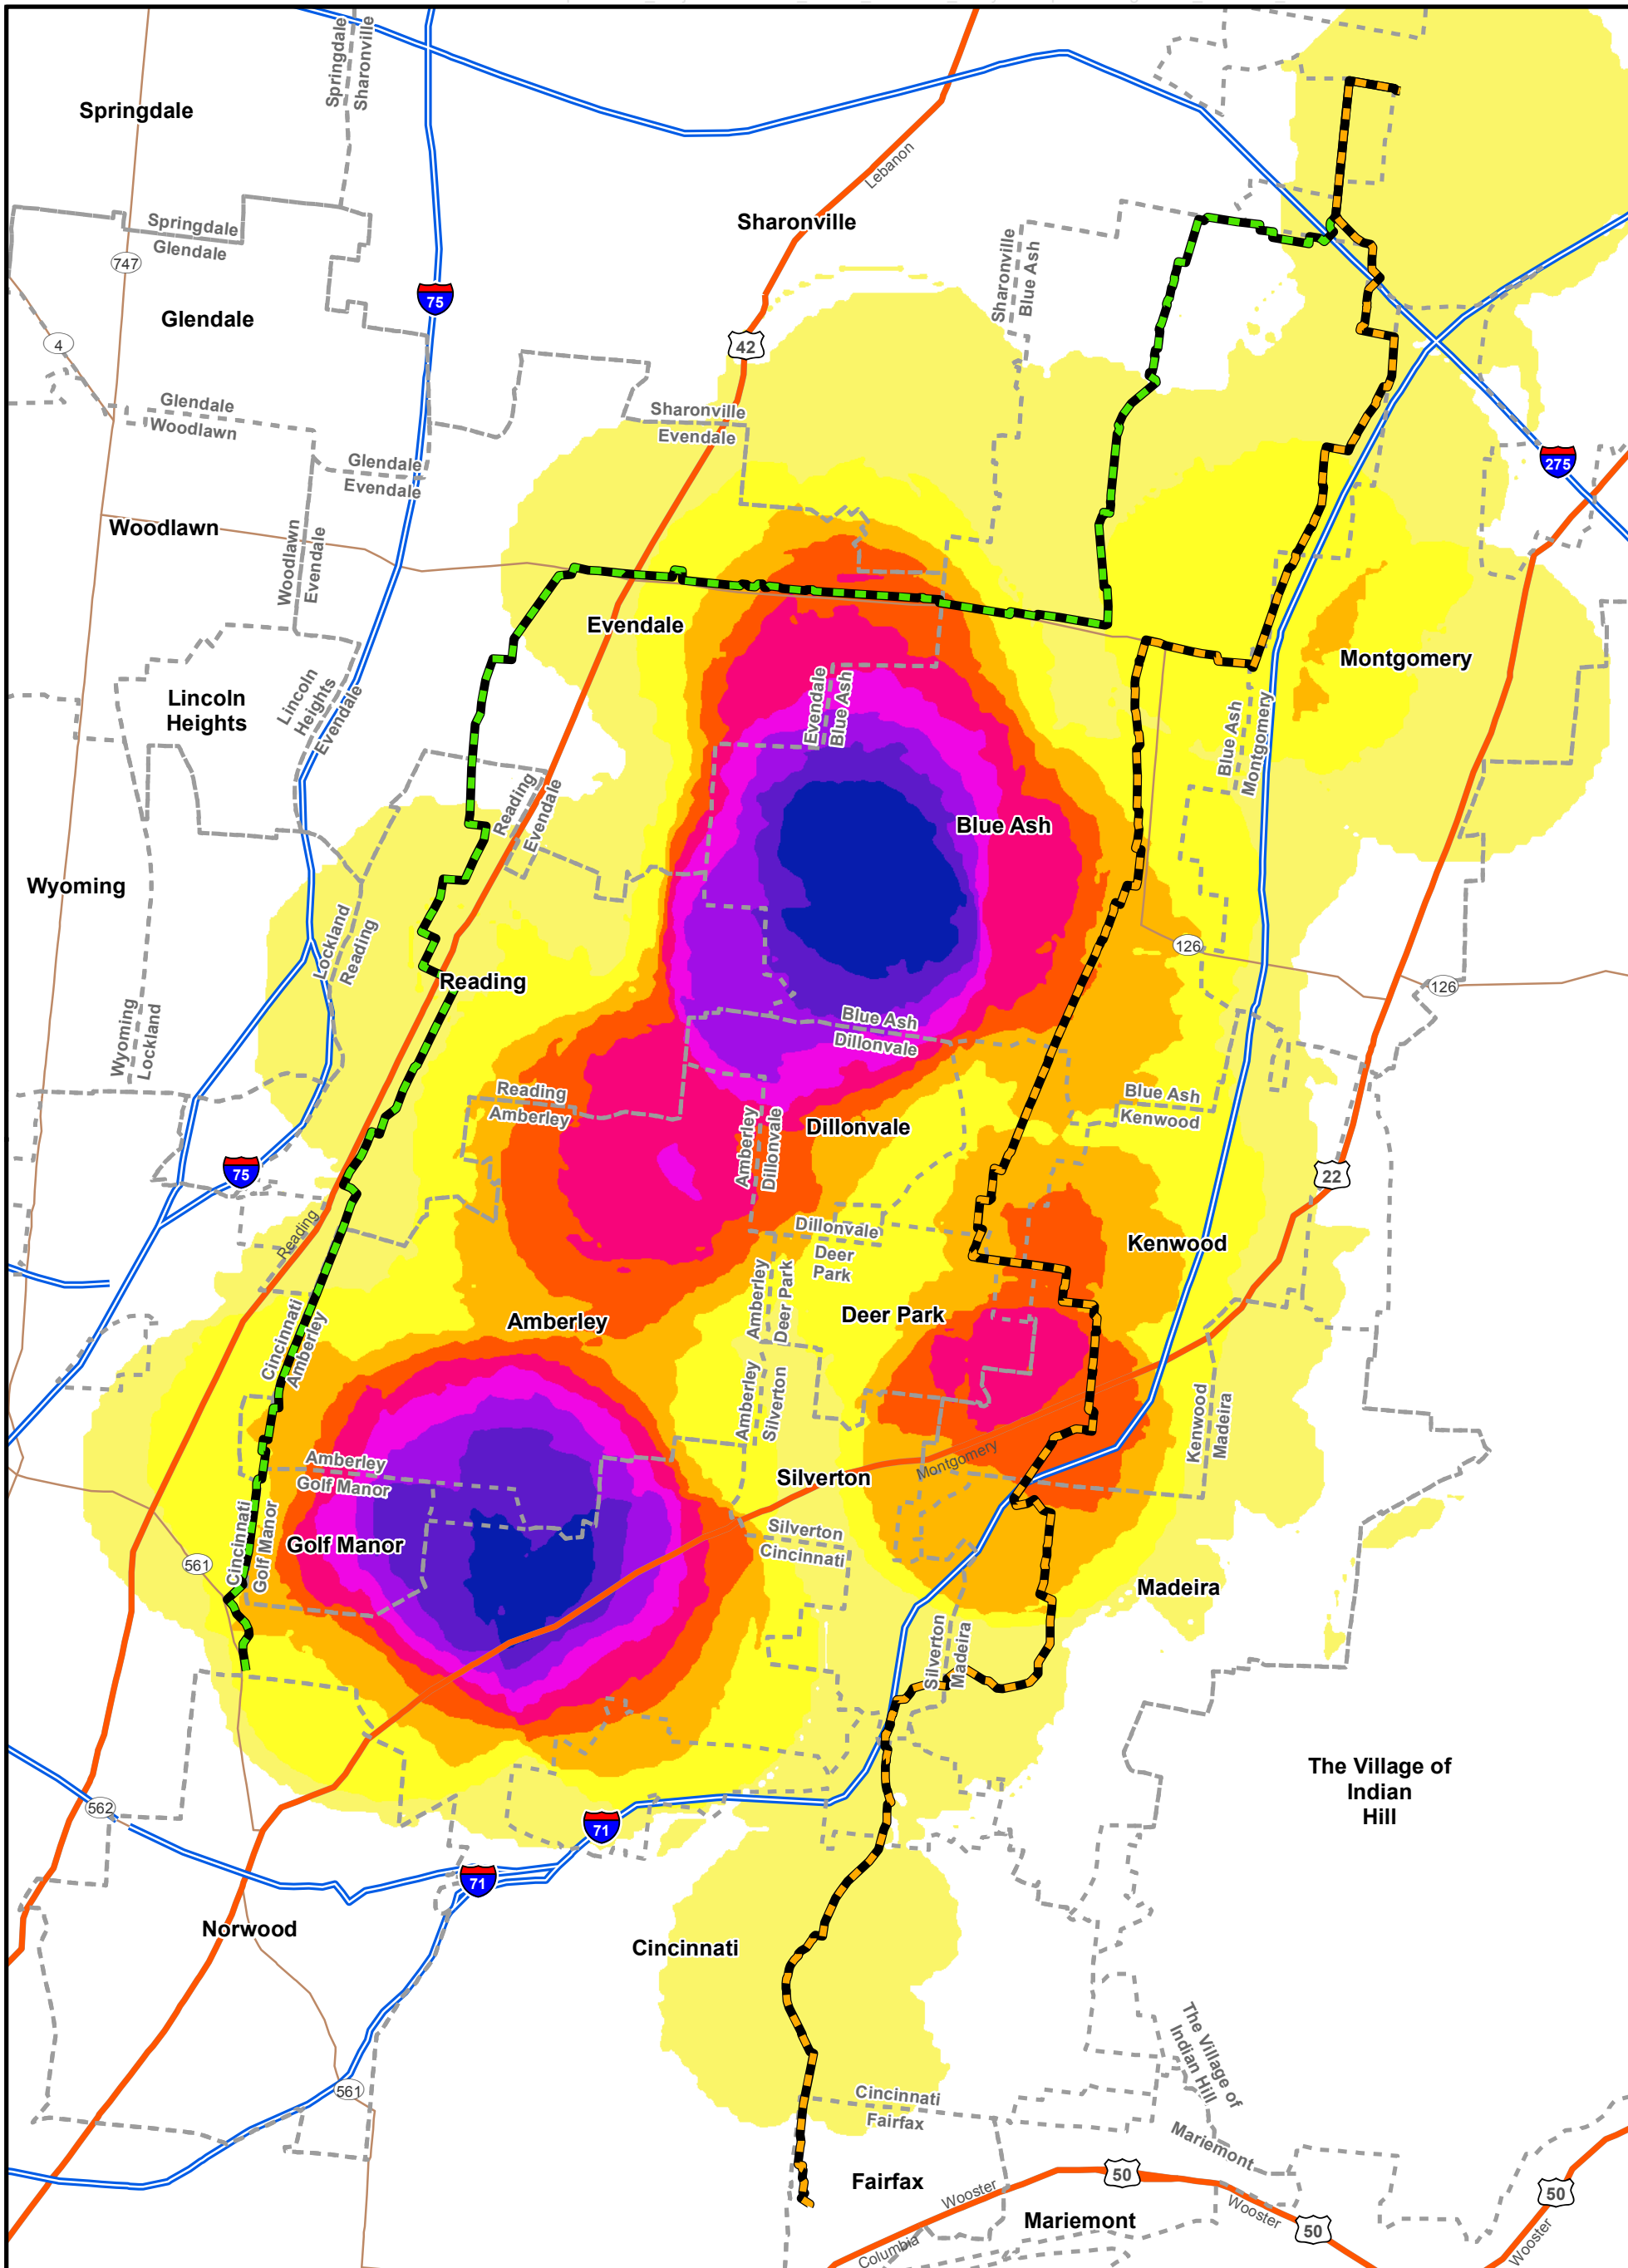 Springdale
Sharonville
Springdale
Lebanon
Sharonville
Springdale
Glendale
747
Sharonville
Blue Ash
75
Glendale
4
42
Glendale
Woodlawn
Sharonville
Evendale
Glendale
Evendale
275
Woodlawn
Woodlawn
Evendale
Evendale
Montgomery
Lincoln
Heights
Lincoln
Heights
Evendale
Evendale
Blue Ash
Blue Ash
Montgomery
Reading
Evendale
Blue Ash
Wyoming
Lockland
Reading
126
Reading
126
Wyoming
Lockland
Blue Ash
Dillonvale
Reading
Amberley
Blue Ash
Kenwood
Amberley
Dillonvale
Dillonvale
75
22
Reading
Dillonvale
Deer
Park
Kenwood
Amberley
Deer Park
Cincinnati
Amberley
Amberley
Deer Park
Amberley
Silverton
Kenwood
Madeira
Amberley
Golf Manor
Silverton
Montgomery
Cincinnati
Golf Manor
Golf Manor
Silverton
Cincinnati
561
Madeira
Silverton
Madeira
The Village of
Indian
Hill
562
71
71
Norwood
Cincinnati
561
The Village of
Indian Hill
Cincinnati
Fairfax
Mariemont
Fairfax
50
Wooster
Wooster
50
50
Mariemont
Columbia
Wooster